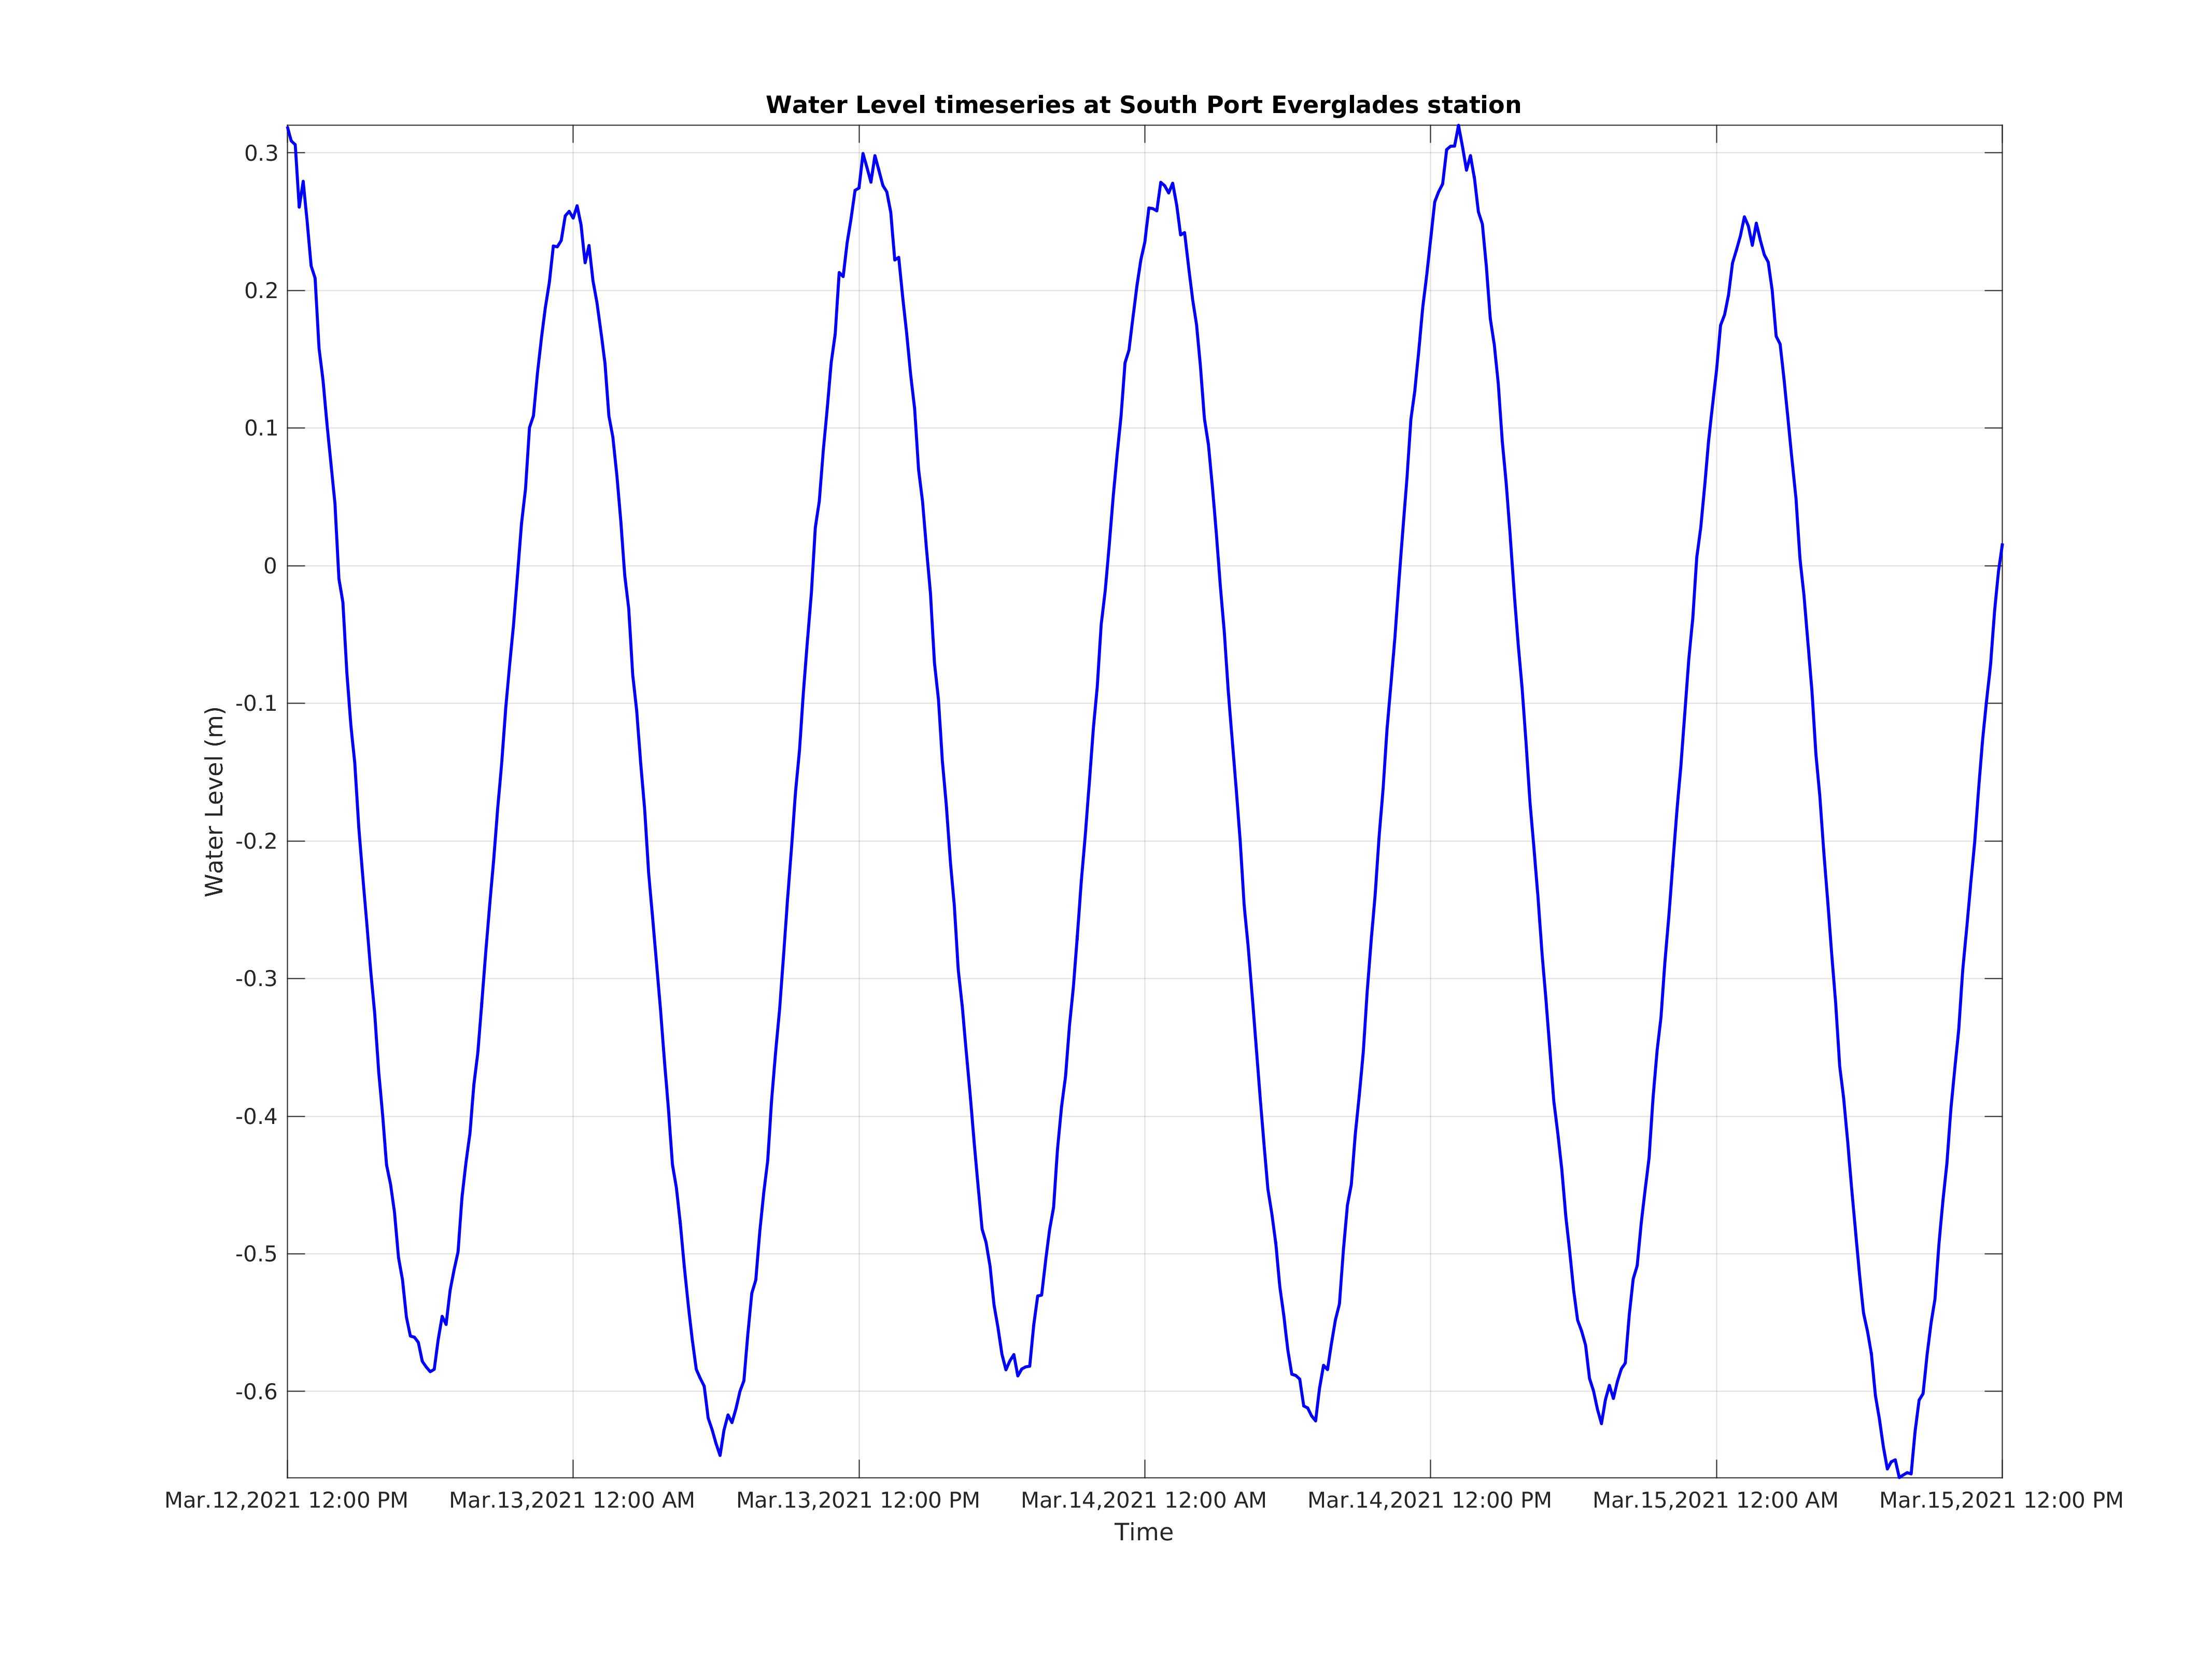 Water Level timeseries at South Port Everglades station
0.3
0.2
0.1
0
-0.1
-0.2
-0.3
-0.4
-0.5
-0.6
Water Level (m)
Mar.12,2021 12:00 PM Mar.13,2021 12:00 AM Mar.13,2021 12:00 PM Mar.14,2021 12:00 AM Mar.14,2021 12:00 PM Mar.15,2021 12:00 AM Mar.15,2021 12:00 PM
Time